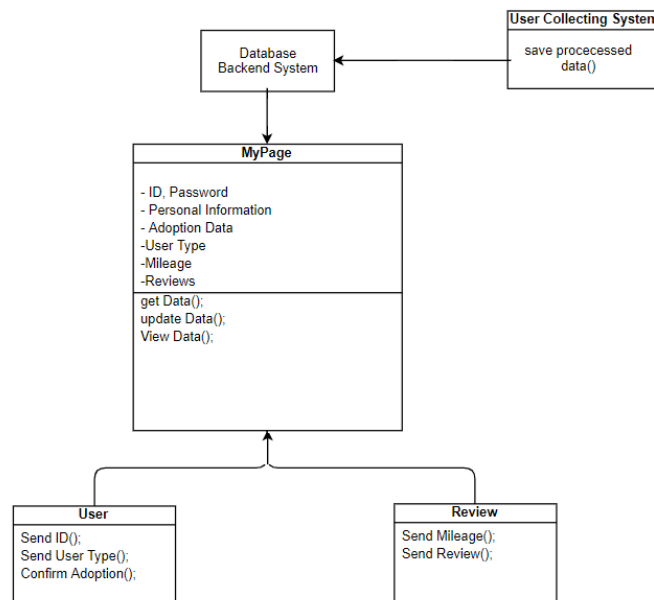 User Collecting System
save procecessed
data()
Database
Backend System
MyPage
- ID, Password
- Personal Information
- Adoption Data
-User Type
-Mileage
-Reviews
get Data();
update Data();
View Data();
User
Send ID();
Send User Type();
Confirm Adoption();
Review
Send Mileage();
Send Review();